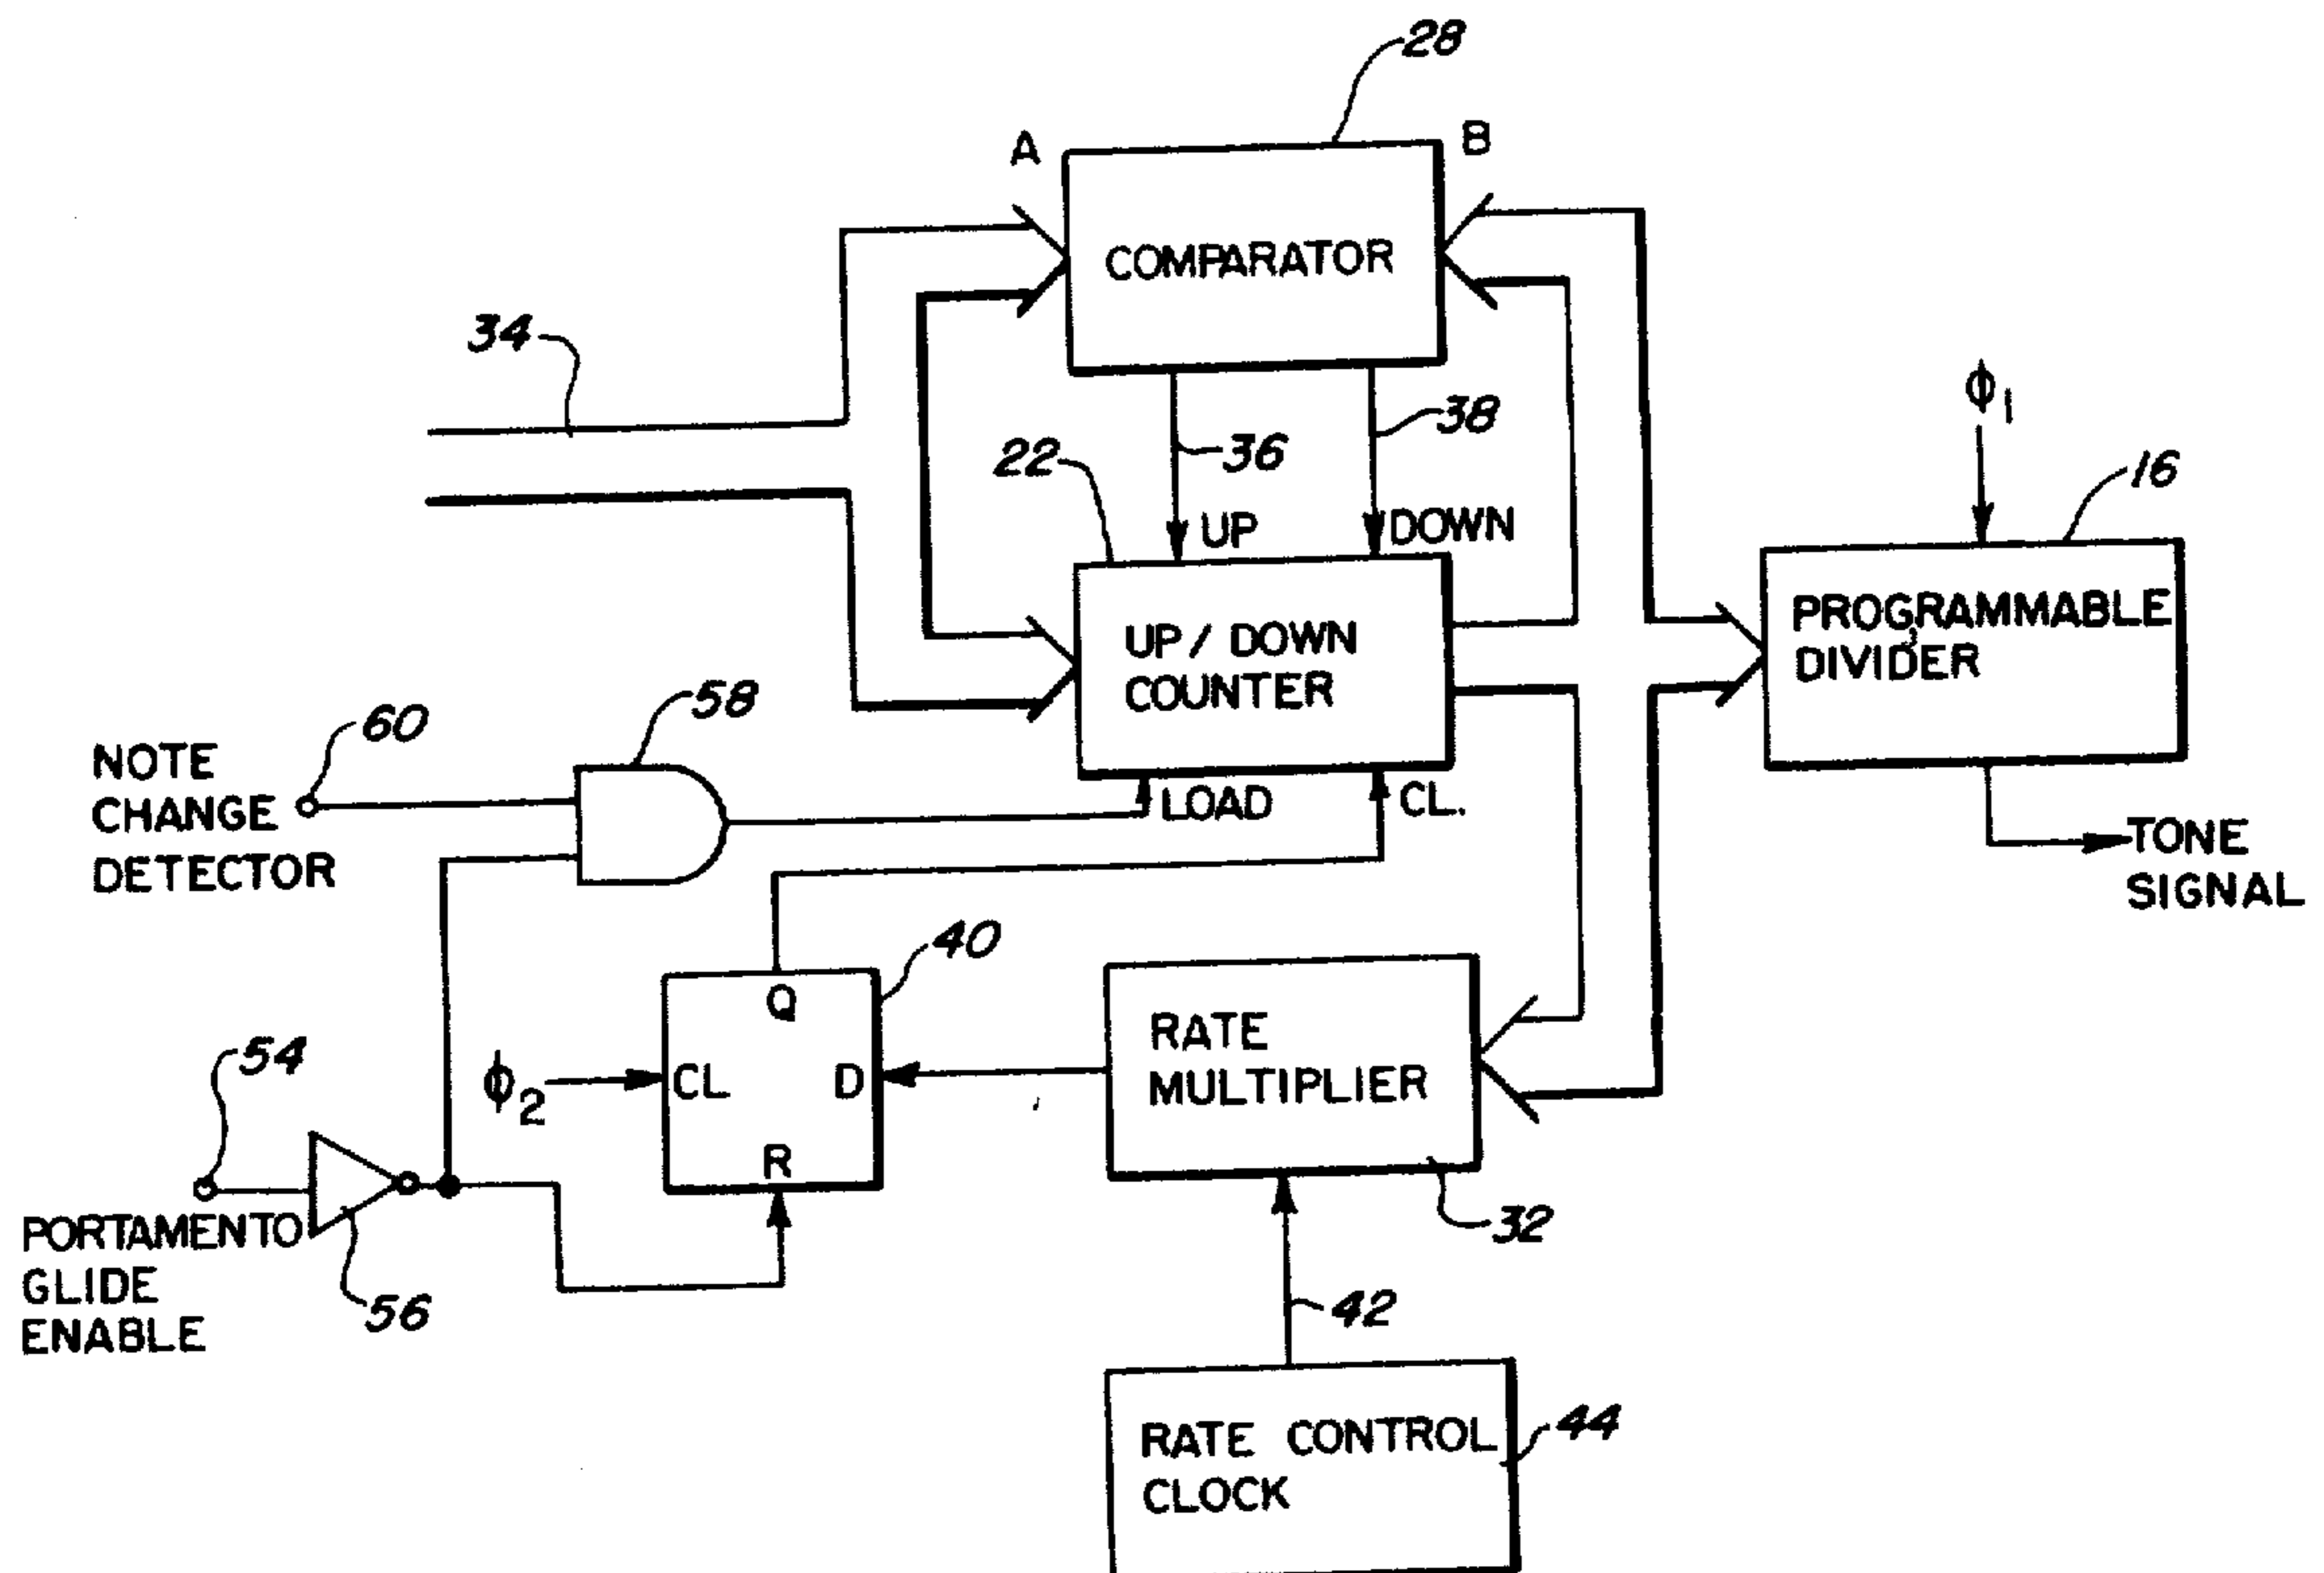 28
A
B
COMPARATOR
34
36
38
22
UP
DOWN
ϕ1
16
UP / DOWN
COUNTER
PROGRAMMABLE
DIVIDER
58
60
NOTE
CHANGE
DETECTOR
LOAD
CL.
TONE
SIGNAL
40
Q
CL
D
R
ϕ2
RATE
MULTIPLIER
54
32
PORTAMENTO
GLIDE
ENABLE
56
42
RATE CONTROL
CLOCK
44